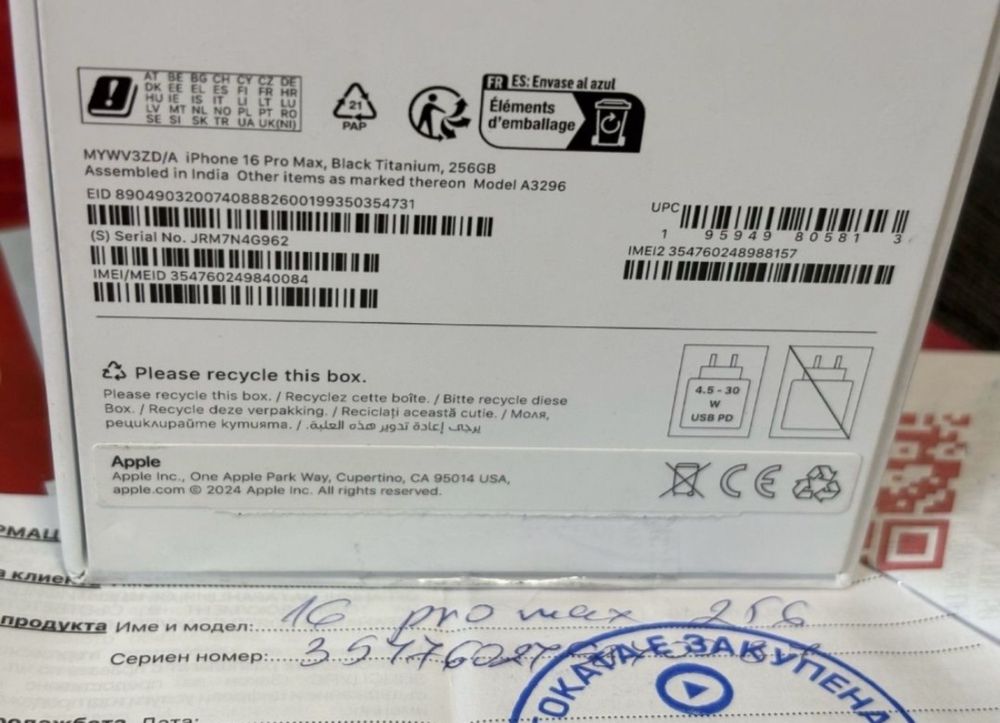 AT BE BG CH CY CZ DE
DK EE EL ES FI FR HR
HU IE IS IT LI LT LU
LV MT NL NO PL PT RO
SE SI SK TR UA UK(NI)
21
PAP
FR ES: Envase al azul
Éléments
d'emballage
MYWV3ZD/A iPhone 16 Pro Max, Black Titanium, 256GB
Assembled in India Other items as marked thereon Model A3296
EID 89049032007408882600199350354731
(S) Serial No. JRM7N4G962
IMEI/MEID 354760249840084
UPC
1 95949 80581 3
IMEI2 354760248988157
Please recycle this box.
Please recycle this box. / Recyclez cette boîte. / Bitte recycle diese
Box. / Recycle deze verpakking. / Reciclați această cutie. / Моля,
рециклирайте кутията. / يرجى إعادة تدوير هذه العلبة.
4.5 - 30
W
USB PD
Apple
Apple Inc., One Apple Park Way, Cupertino, CA 95014 USA,
apple.com © 2024 Apple Inc. All rights reserved.
CE
продукта Име и модел: 16 pro max 256
Сериен номер:
ЗАКУПЕНА
Дата: